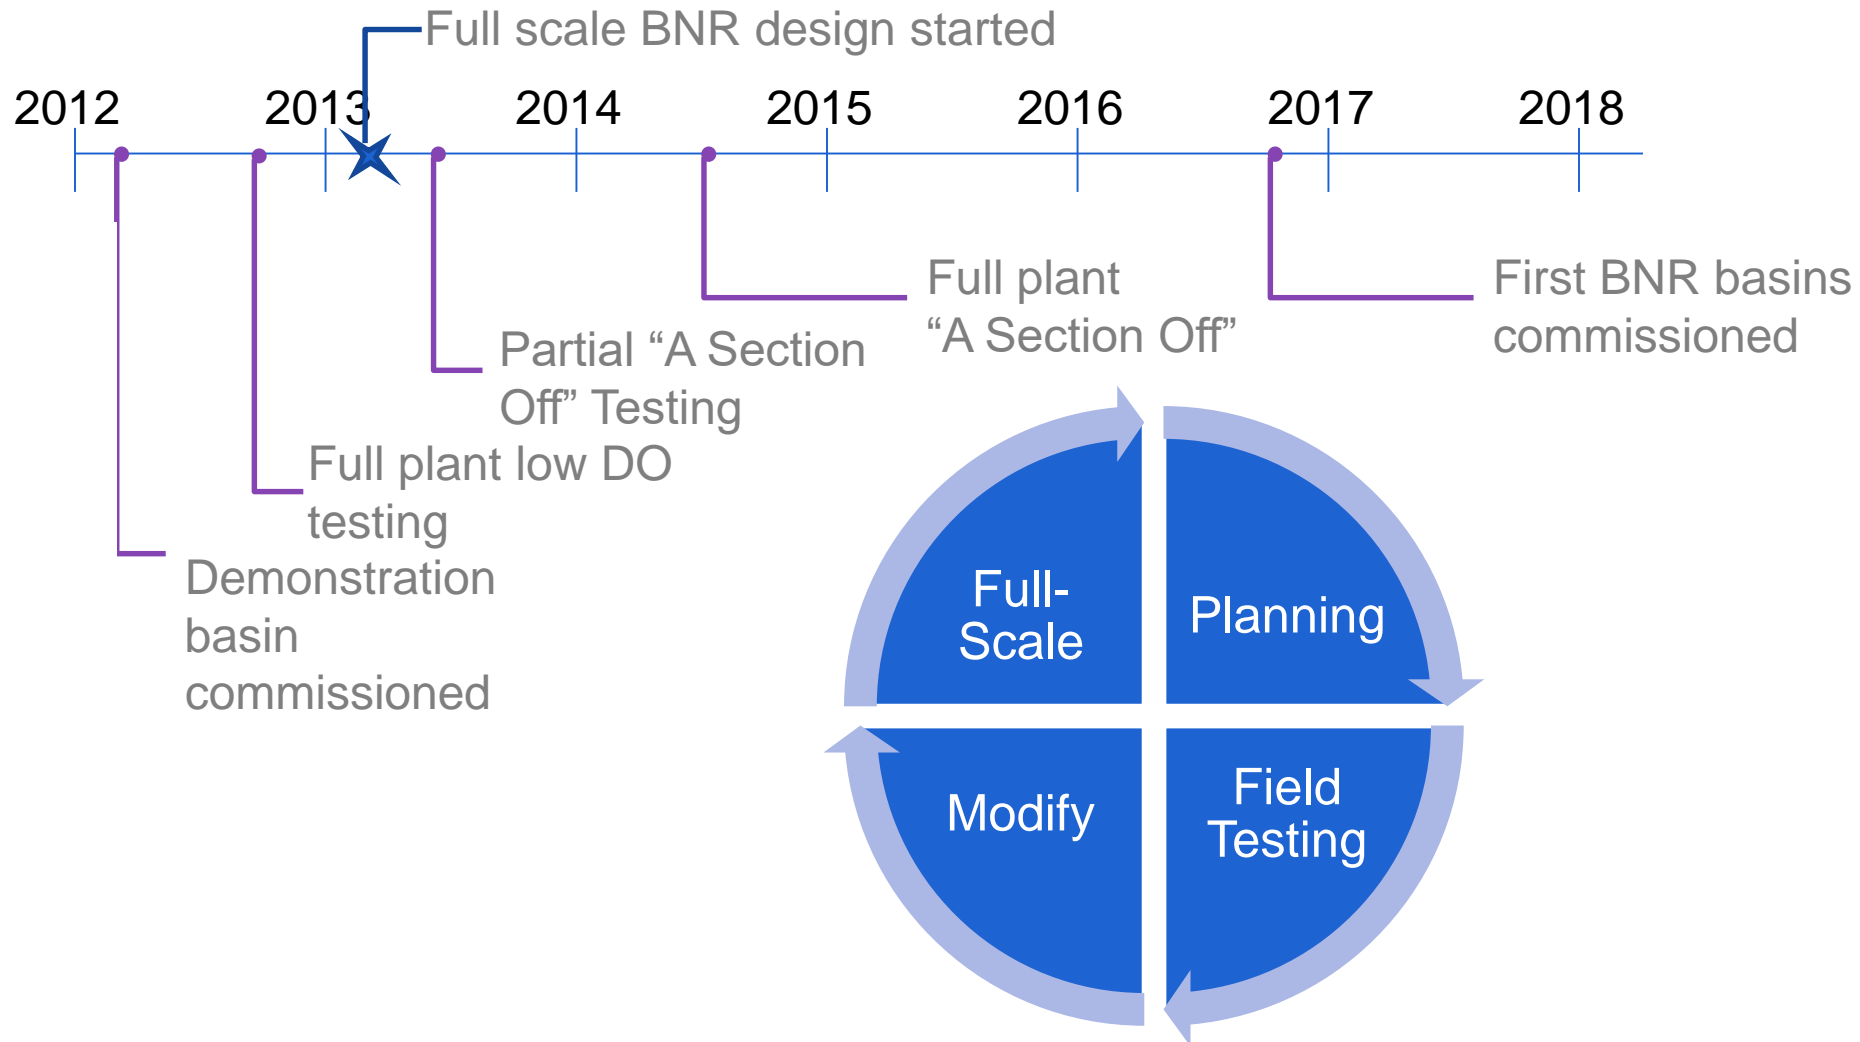 Full scale BNR design started
2012 2013 2014 2015 2016 2017 2018
Full plant
“A Section Off”
First BNR basins
commissioned
Partial “A Section
Off” Testing
Full plant low DO
testing
Demonstration
basin
commissioned
Full-
Scale
Planning
Modify
Field
Testing